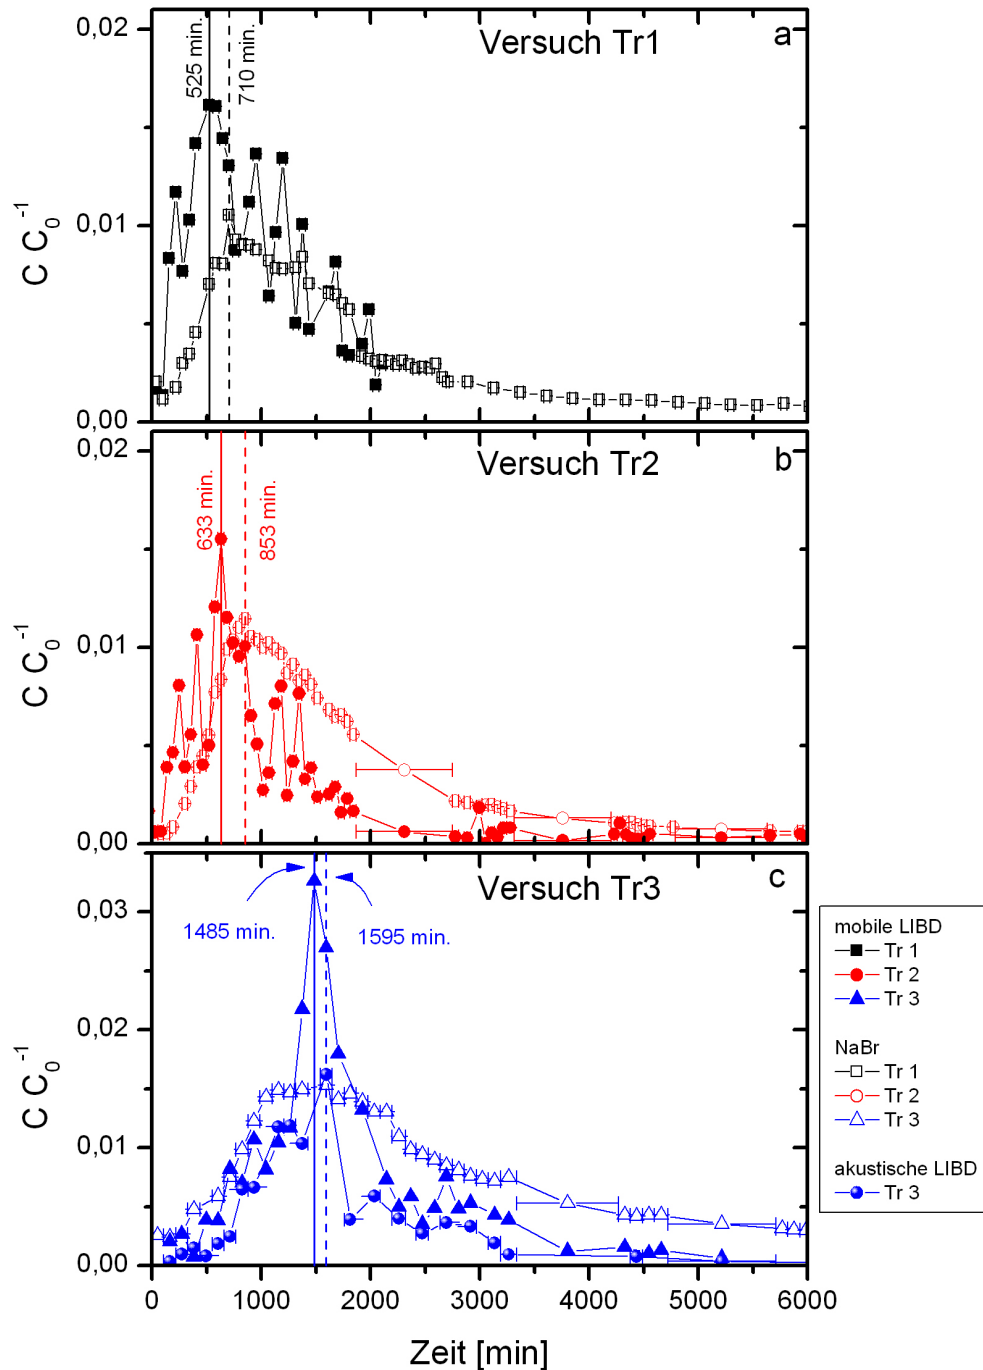 0,02
Versuch Tr1
a
525 min.
710 min.
0,01
C C₀⁻¹
0,00
0,02
Versuch Tr2
b
633 min.
853 min.
0,01
C C₀⁻¹
0,00
Versuch Tr3
c
0,03
1485 min.
1595 min.
0,02
C C₀⁻¹
0,01
0,00
0 1000 2000 3000 4000 5000 6000
Zeit [min]
mobile LIBD
Tr 1
Tr 2
Tr 3
NaBr
Tr 1
Tr 2
Tr 3
akustische LIBD
Tr 3